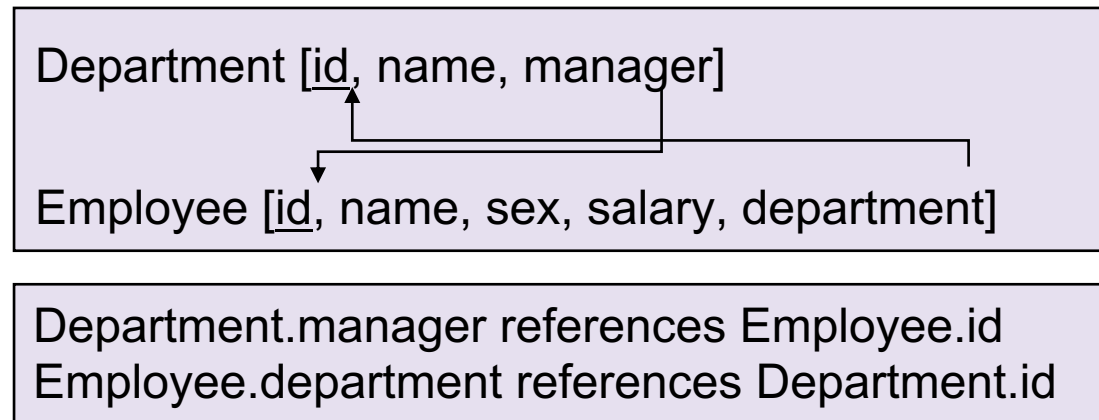 Department [id, name, manager]
Employee [id, name, sex, salary, department]
Department.manager references Employee.id
Employee.department references Department.id